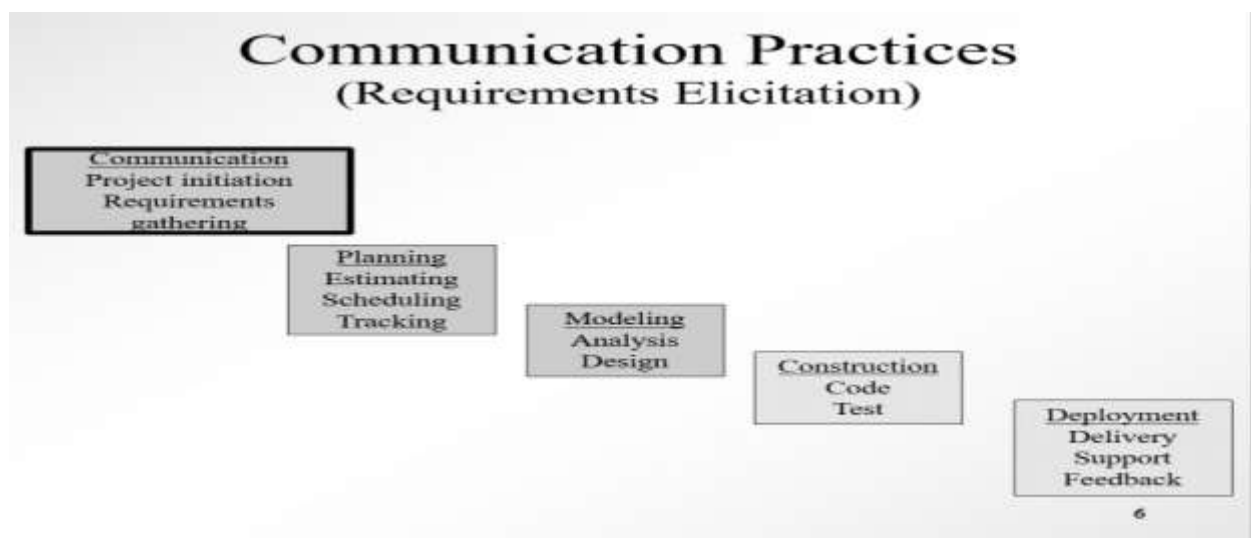 Communication Practices
(Requirements Elicitation)
Communication
Project initiation
Requirements
gathering
Planning
Estimating
Scheduling
Tracking
Modeling
Analysis
Design
Construction
Code
Test
Deployment
Delivery
Support
Feedback
6